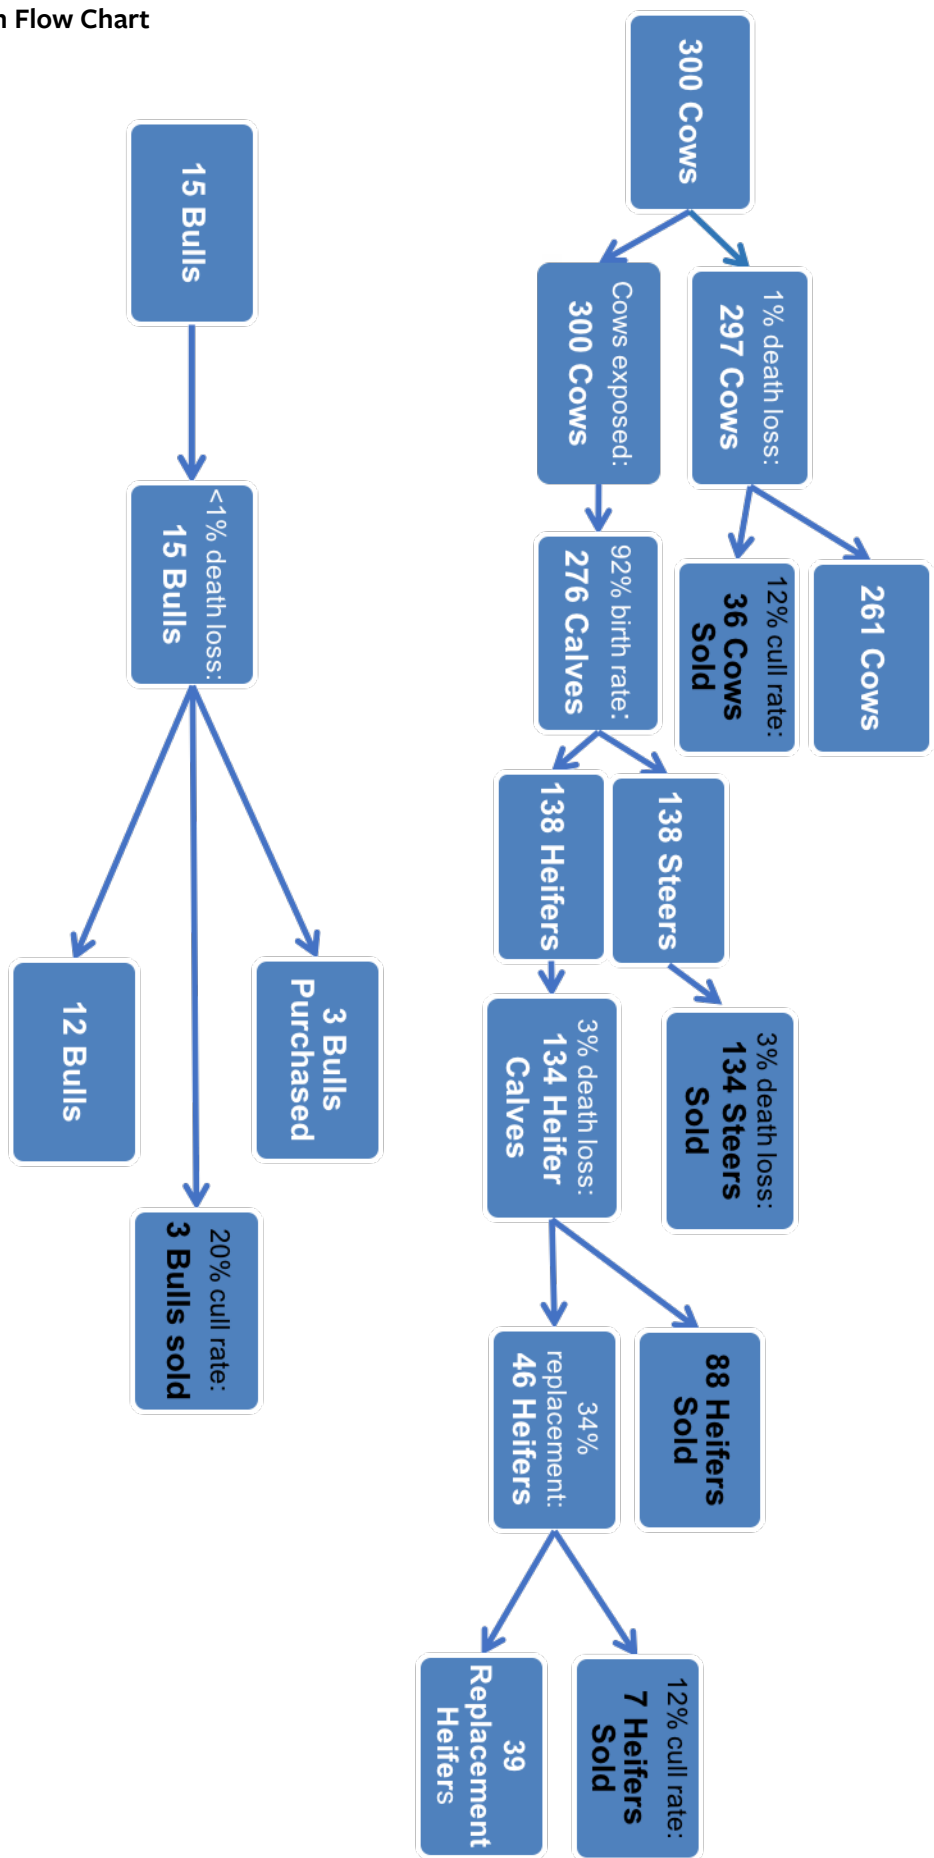 n Flow Chart
300 Cows
1% death loss:
297 Cows
261 Cows
12% cull rate:
36 Cows
Sold
Cows exposed:
300 Cows
92% birth rate:
276 Calves
138 Steers
3% death loss:
134 Steers
Sold
138 Heifers
3% death loss:
134 Heifer
Calves
88 Heifers
Sold
34%
replacement:
46 Heifers
12% cull rate:
7 Heifers
Sold
39
Replacement
Heifers
15 Bulls
<1% death loss:
15 Bulls
3 Bulls
Purchased
20% cull rate:
3 Bulls sold
12 Bulls